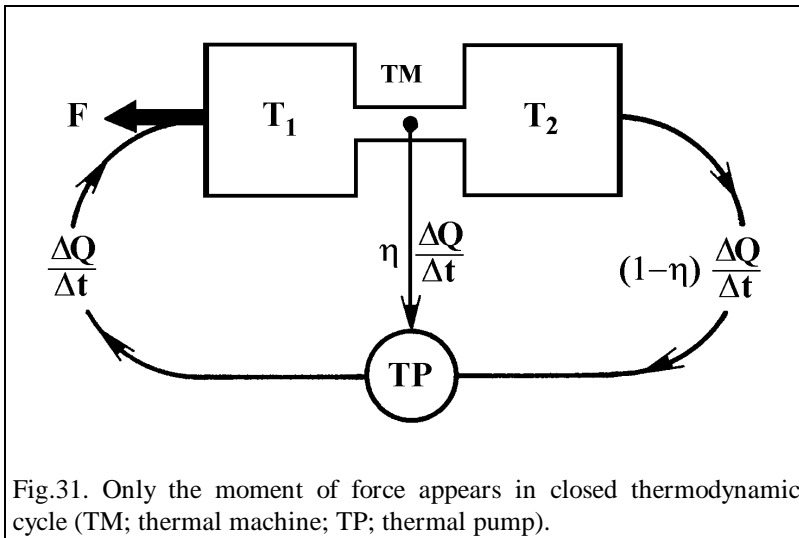 TM
F
T₁
T₂
ΔQ
Δt
η ΔQ
Δt
(1−η) ΔQ
Δt
TP
Fig.31. Only the moment of force appears in closed thermodynamic
cycle (TM; thermal machine; TP; thermal pump).